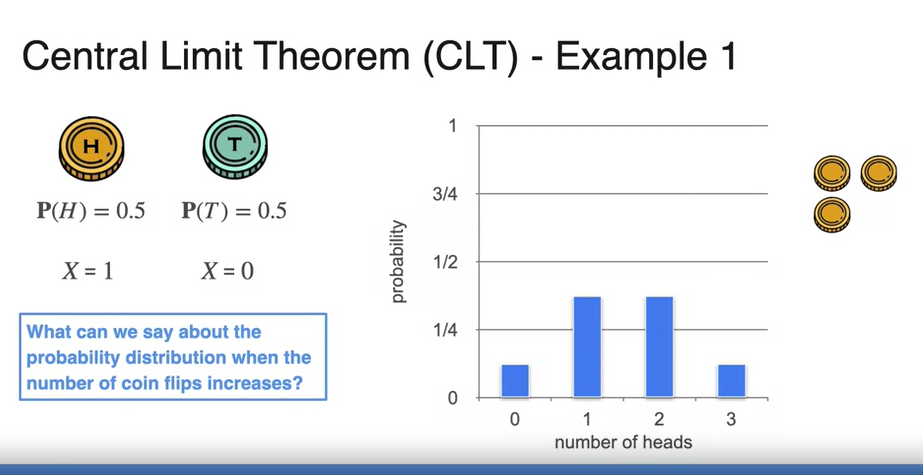 Central Limit Theorem (CLT) - Example 1
H
T
P(H) = 0.5
P(T) = 0.5
X = 1
X = 0
What can we say about the
probability distribution when the
number of coin flips increases?
probability
1
3/4
1/2
1/4
0
0 1 2 3
number of heads